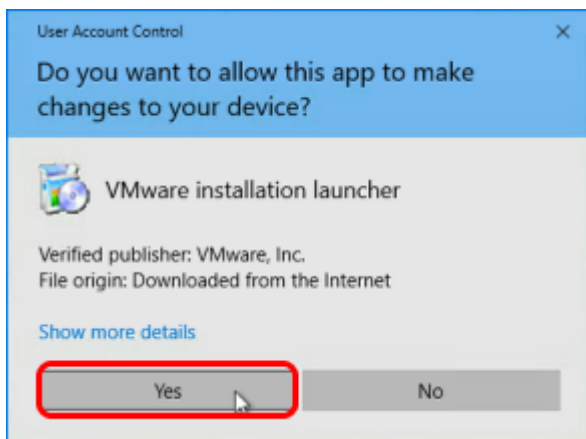 User Account Control
Do you want to allow this app to make
changes to your device?
VMware installation launcher
Verified publisher: VMware, Inc.
File origin: Downloaded from the Internet
Show more details
Yes
No